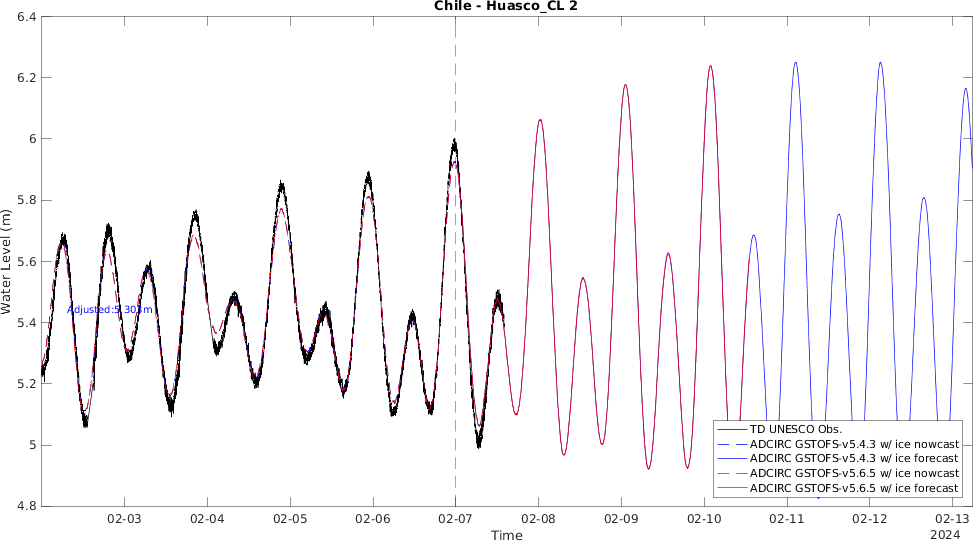 Chile - Huasco_CL 2
6.4
6.2
6
5.8
5.6
5.4
5.2
5
4.8
Water Level (m)
Adjusted:5.303m
TD UNESCO Obs.
ADCIRC GSTOFS-v5.4.3 w/ ice nowcast
ADCIRC GSTOFS-v5.4.3 w/ ice forecast
ADCIRC GSTOFS-v5.6.5 w/ ice nowcast
ADCIRC GSTOFS-v5.6.5 w/ ice forecast
02-03 02-04 02-05 02-06 02-07 02-08 02-09 02-10 02-11 02-12 02-13
Time
2024